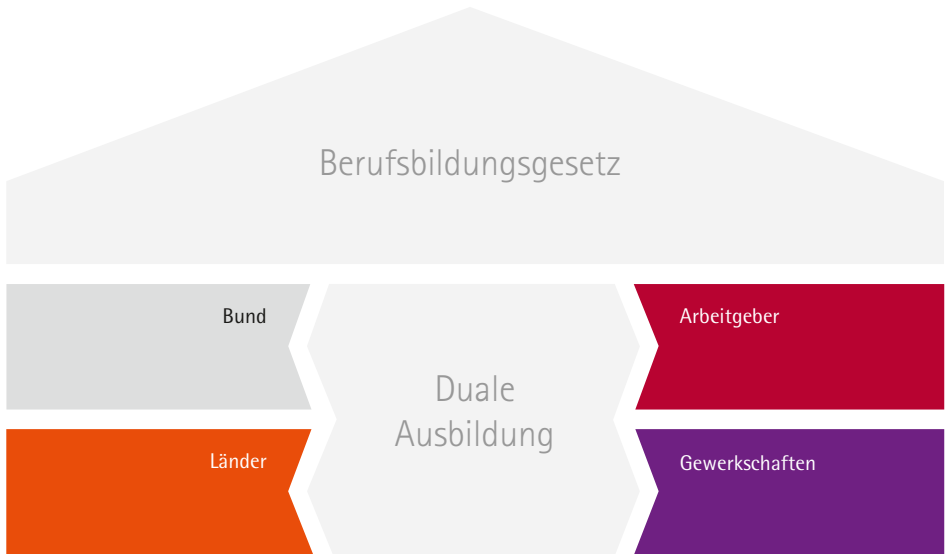 Berufsbildungsgesetz
Bund
Arbeitgeber
Duale
Ausbildung
Länder
Gewerkschaften